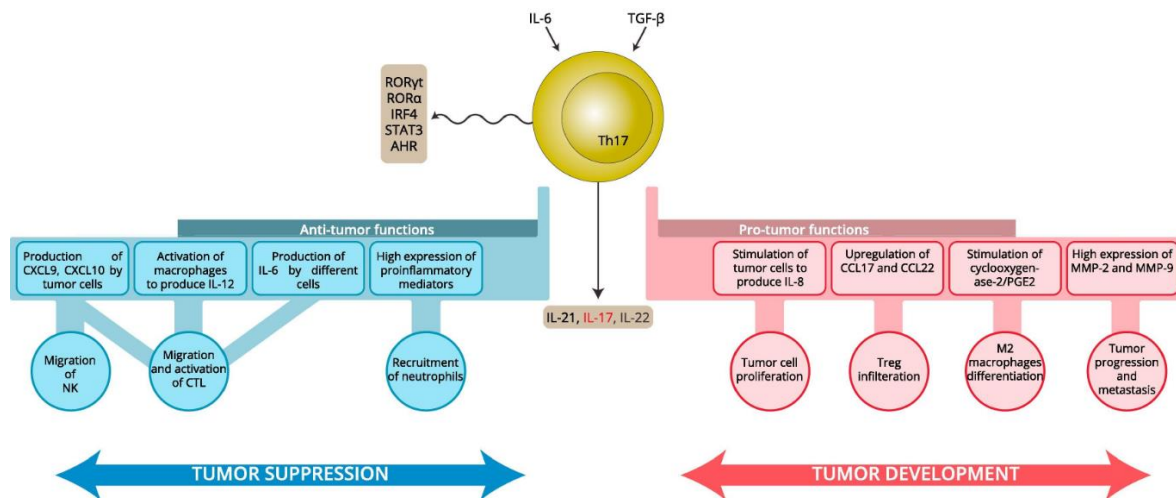 IL-6
TGF-β
RORγt
RORα
IRF4
STAT3
AHR
Th17
Anti-tumor functions
Production of
CXCL9, CXCL10 by
tumor cells
Activation of
macrophages
to produce IL-12
Production of
IL-6 by different
cells
High expression of
proinflammatory
mediators
Migration
of
NK
Migration
and activation
of CTL
Recruitment
of neutrophils
IL-21, IL-17, IL-22
Pro-tumor functions
Stimulation of
tumor cells to
produce IL-8
Upregulation of
CCL17 and CCL22
Stimulation of
cyclooxygen-
ase-2/PGE2
High expression of
MMP-2 and MMP-9
Tumor cell
proliferation
Treg
infilteration
M2
macrophages
differentiation
Tumor
progression
and
metastasis
TUMOR SUPPRESSION
TUMOR DEVELOPMENT